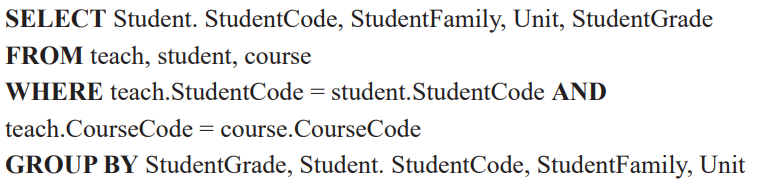 SELECT Student. StudentCode, StudentFamily, Unit, StudentGrade
FROM teach, student, course
WHERE teach.StudentCode = student.StudentCode AND
teach.CourseCode = course.CourseCode
GROUP BY StudentGrade, Student. StudentCode, StudentFamily, Unit